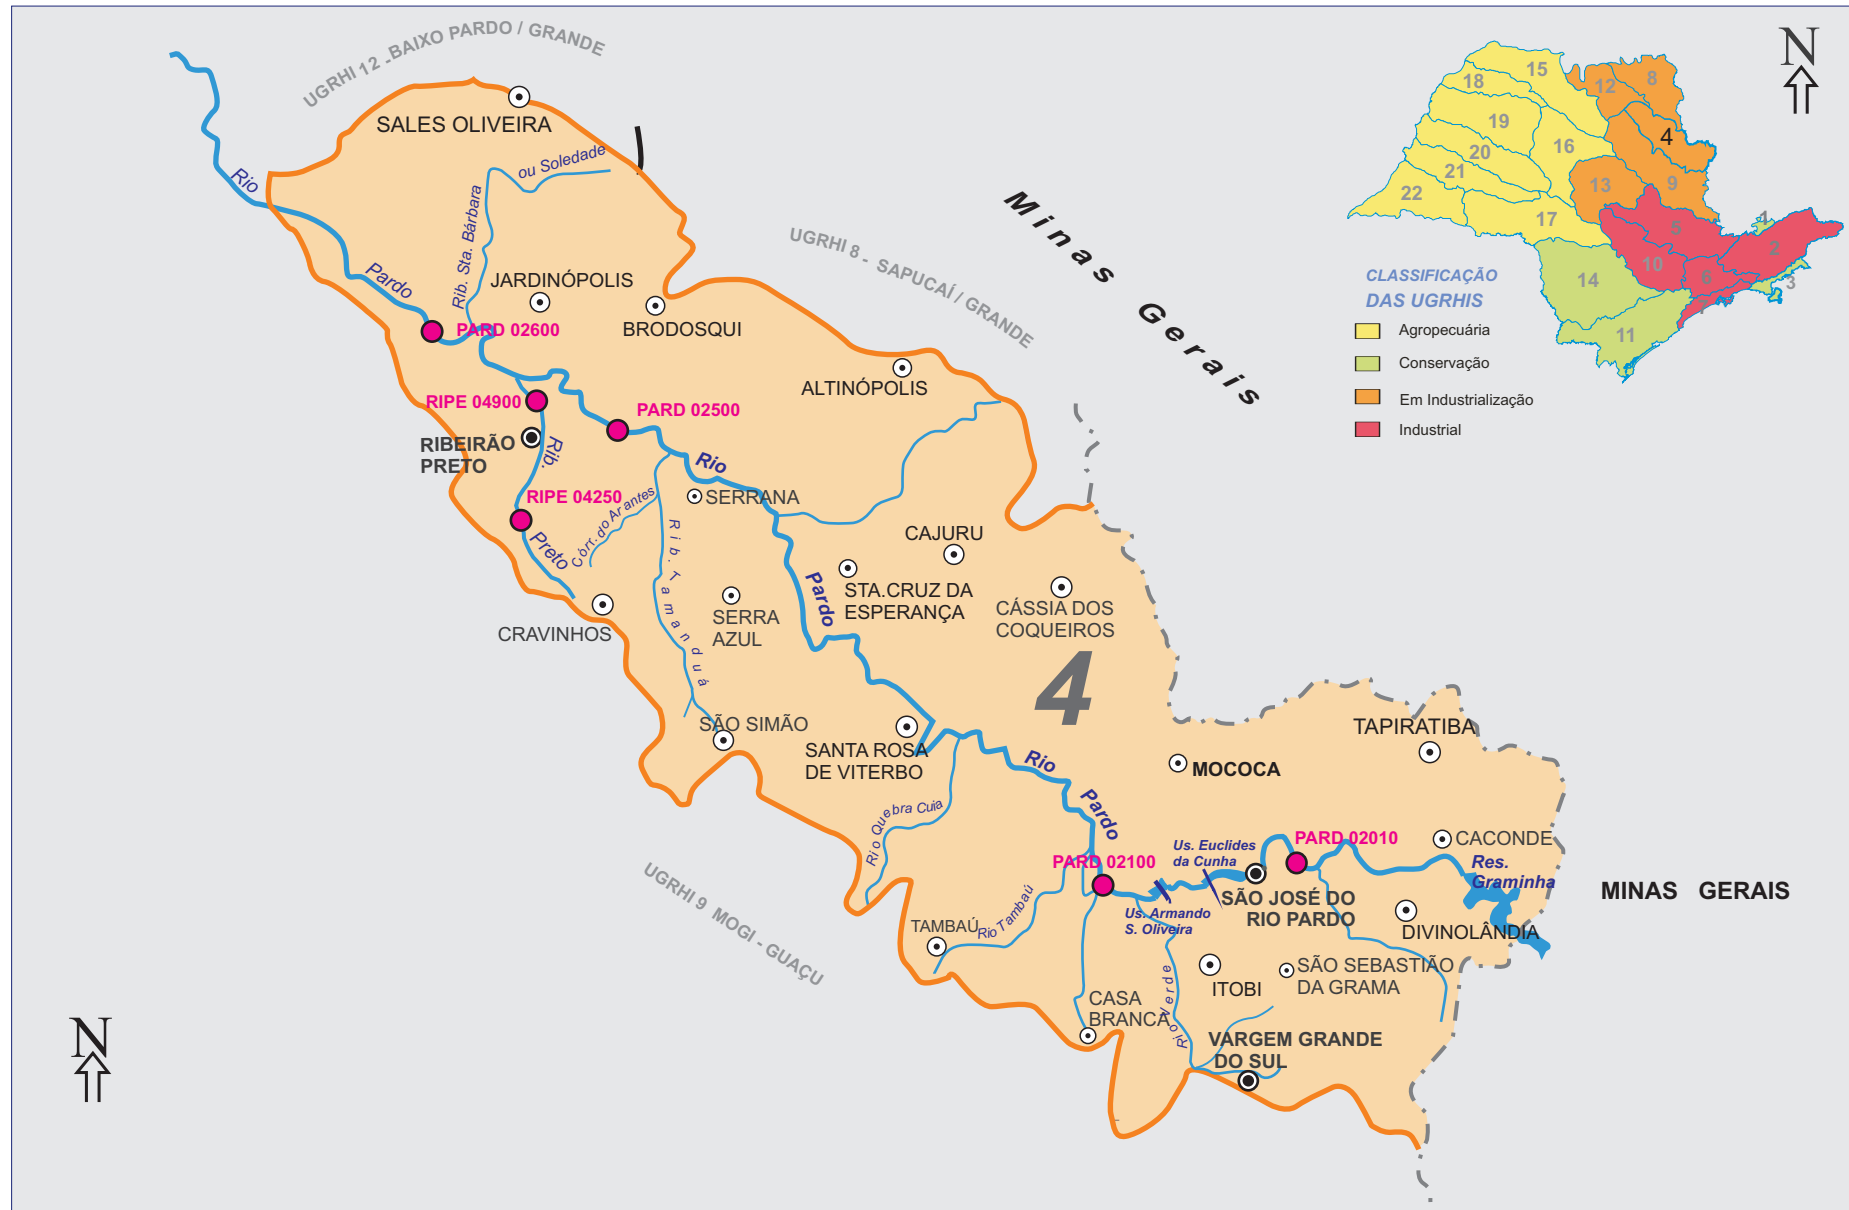 UGRHI 12 - BAIXO PARDO / GRANDE
SALES OLIVEIRA
N
15
18
12
8
19
4
16
20
21
13
9
22
17
1
5
2
10
14
6
3
7
11
CLASSIFICAÇÃO
DAS UGRHIS
Agropecuária
Conservação
Em Industrialização
Industrial
Rio
Pardo
Rib. Sta. Bárbara
ou Soledade
Minas Gerais
UGRHI 8 - SAPUCAÍ / GRANDE
JARDINÓPOLIS
BRODOSQUI
PARD 02600
ALTINÓPOLIS
RIPE 04900
PARD 02500
RIBEIRÃO
PRETO
Rib.
Preto
RIPE 04250
Rio
Pardo
SERRANA
Córr. do Arantes
Rib. Tamanduá
CAJURU
STA.CRUZ DA
ESPERANÇA
CÁSSIA DOS
COQUEIROS
4
SERRA
AZUL
CRAVINHOS
SÃO SIMÃO
SANTA ROSA
DE VITERBO
Rio
Pardo
MOCOCA
TAPIRATIBA
Rio Quebra Cuia
PARD 02100
Us. Euclides
da Cunha
PARD 02010
CACONDE
Res.
Graminha
MINAS GERAIS
UGRHI 9 MOGI - GUAÇU
SÃO JOSÉ DO
RIO PARDO
Us. Armando
S. Oliveira
DIVINOLÂNDIA
TAMBAÚ
Rio Tambaú
ITOBI
SÃO SEBASTIÃO
DA GRAMA
CASA
BRANCA
Rio Verde
VARGEM GRANDE
DO SUL
N